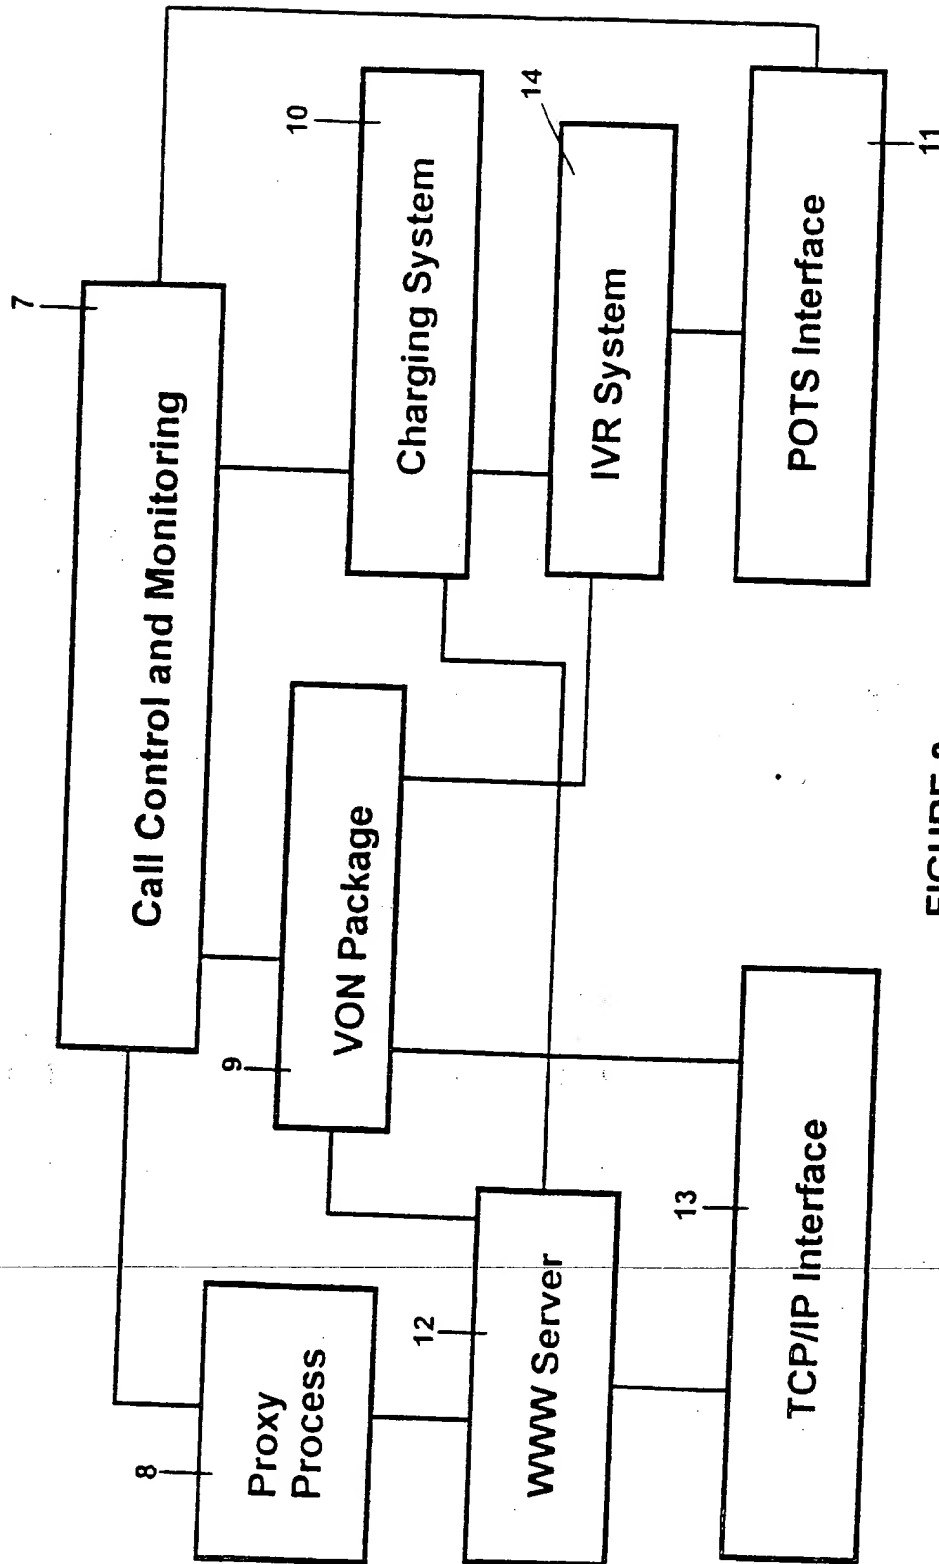 7
Call Control and Monitoring
8
Proxy
Process
9
VON Package
10
Charging System
12
WWW Server
14
IVR System
13
TCP/IP Interface
POTS Interface
11
FIGURE